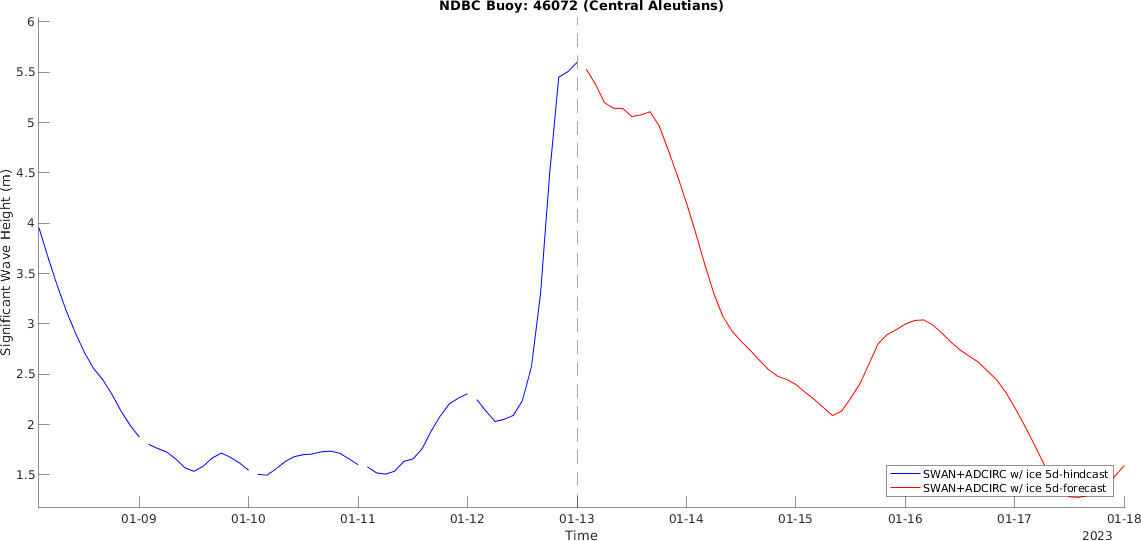 NDBC Buoy: 46072 (Central Aleutians)
6
5.5
5
4.5
4
3.5
3
2.5
2
1.5
Significant Wave Height (m)
SWAN+ADCIRC w/ ice 5d-hindcast
SWAN+ADCIRC w/ ice 5d-forecast
01-09 01-10 01-11 01-12 01-13 01-14 01-15 01-16 01-17 01-18
Time
2023